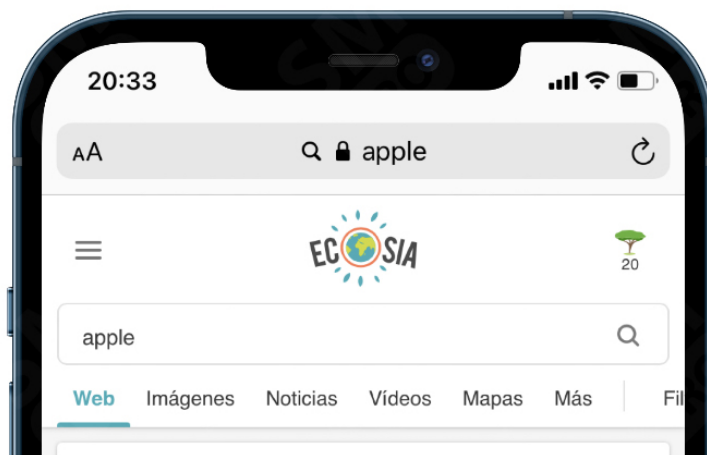 20:33
AA apple
ECOSIA
20
apple
Web Imágenes Noticias Vídeos Mapas Más Fil